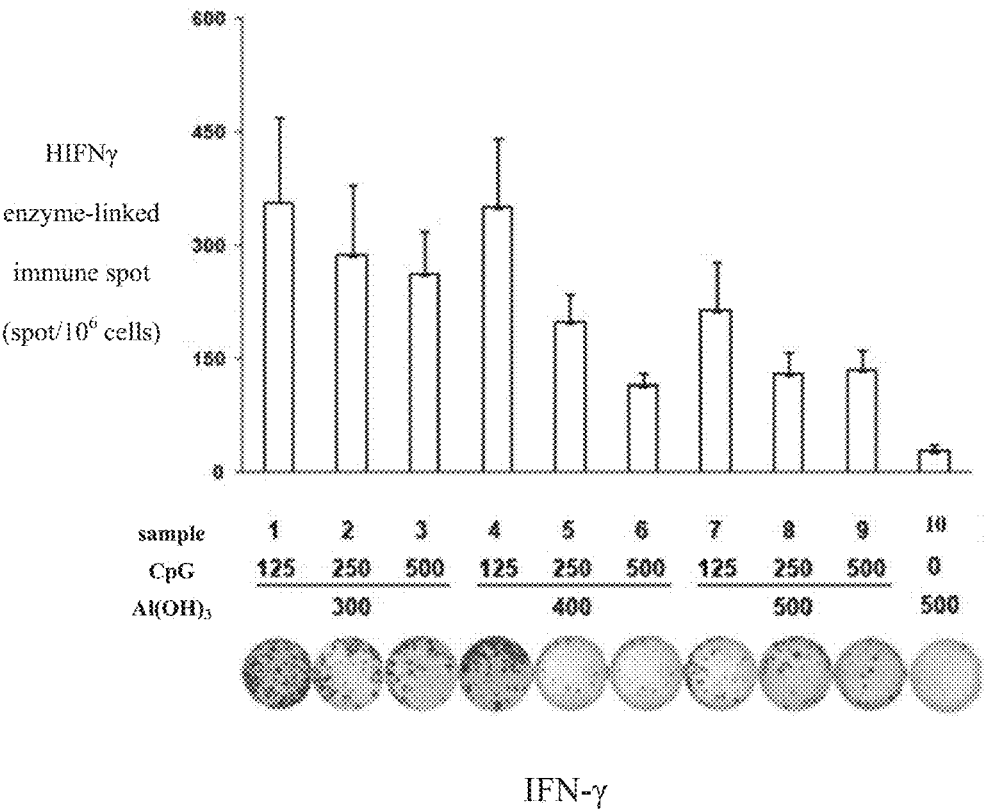 600
450
300
150
0
HIFNγ
enzyme-linked
immune spot
(spot/10⁶ cells)
sample 1 2 3 4 5 6 7 8 9 10
CpG 125 250 500 125 250 500 125 250 500 0
Al(OH)₃ 300 400 500 500
IFN-γ